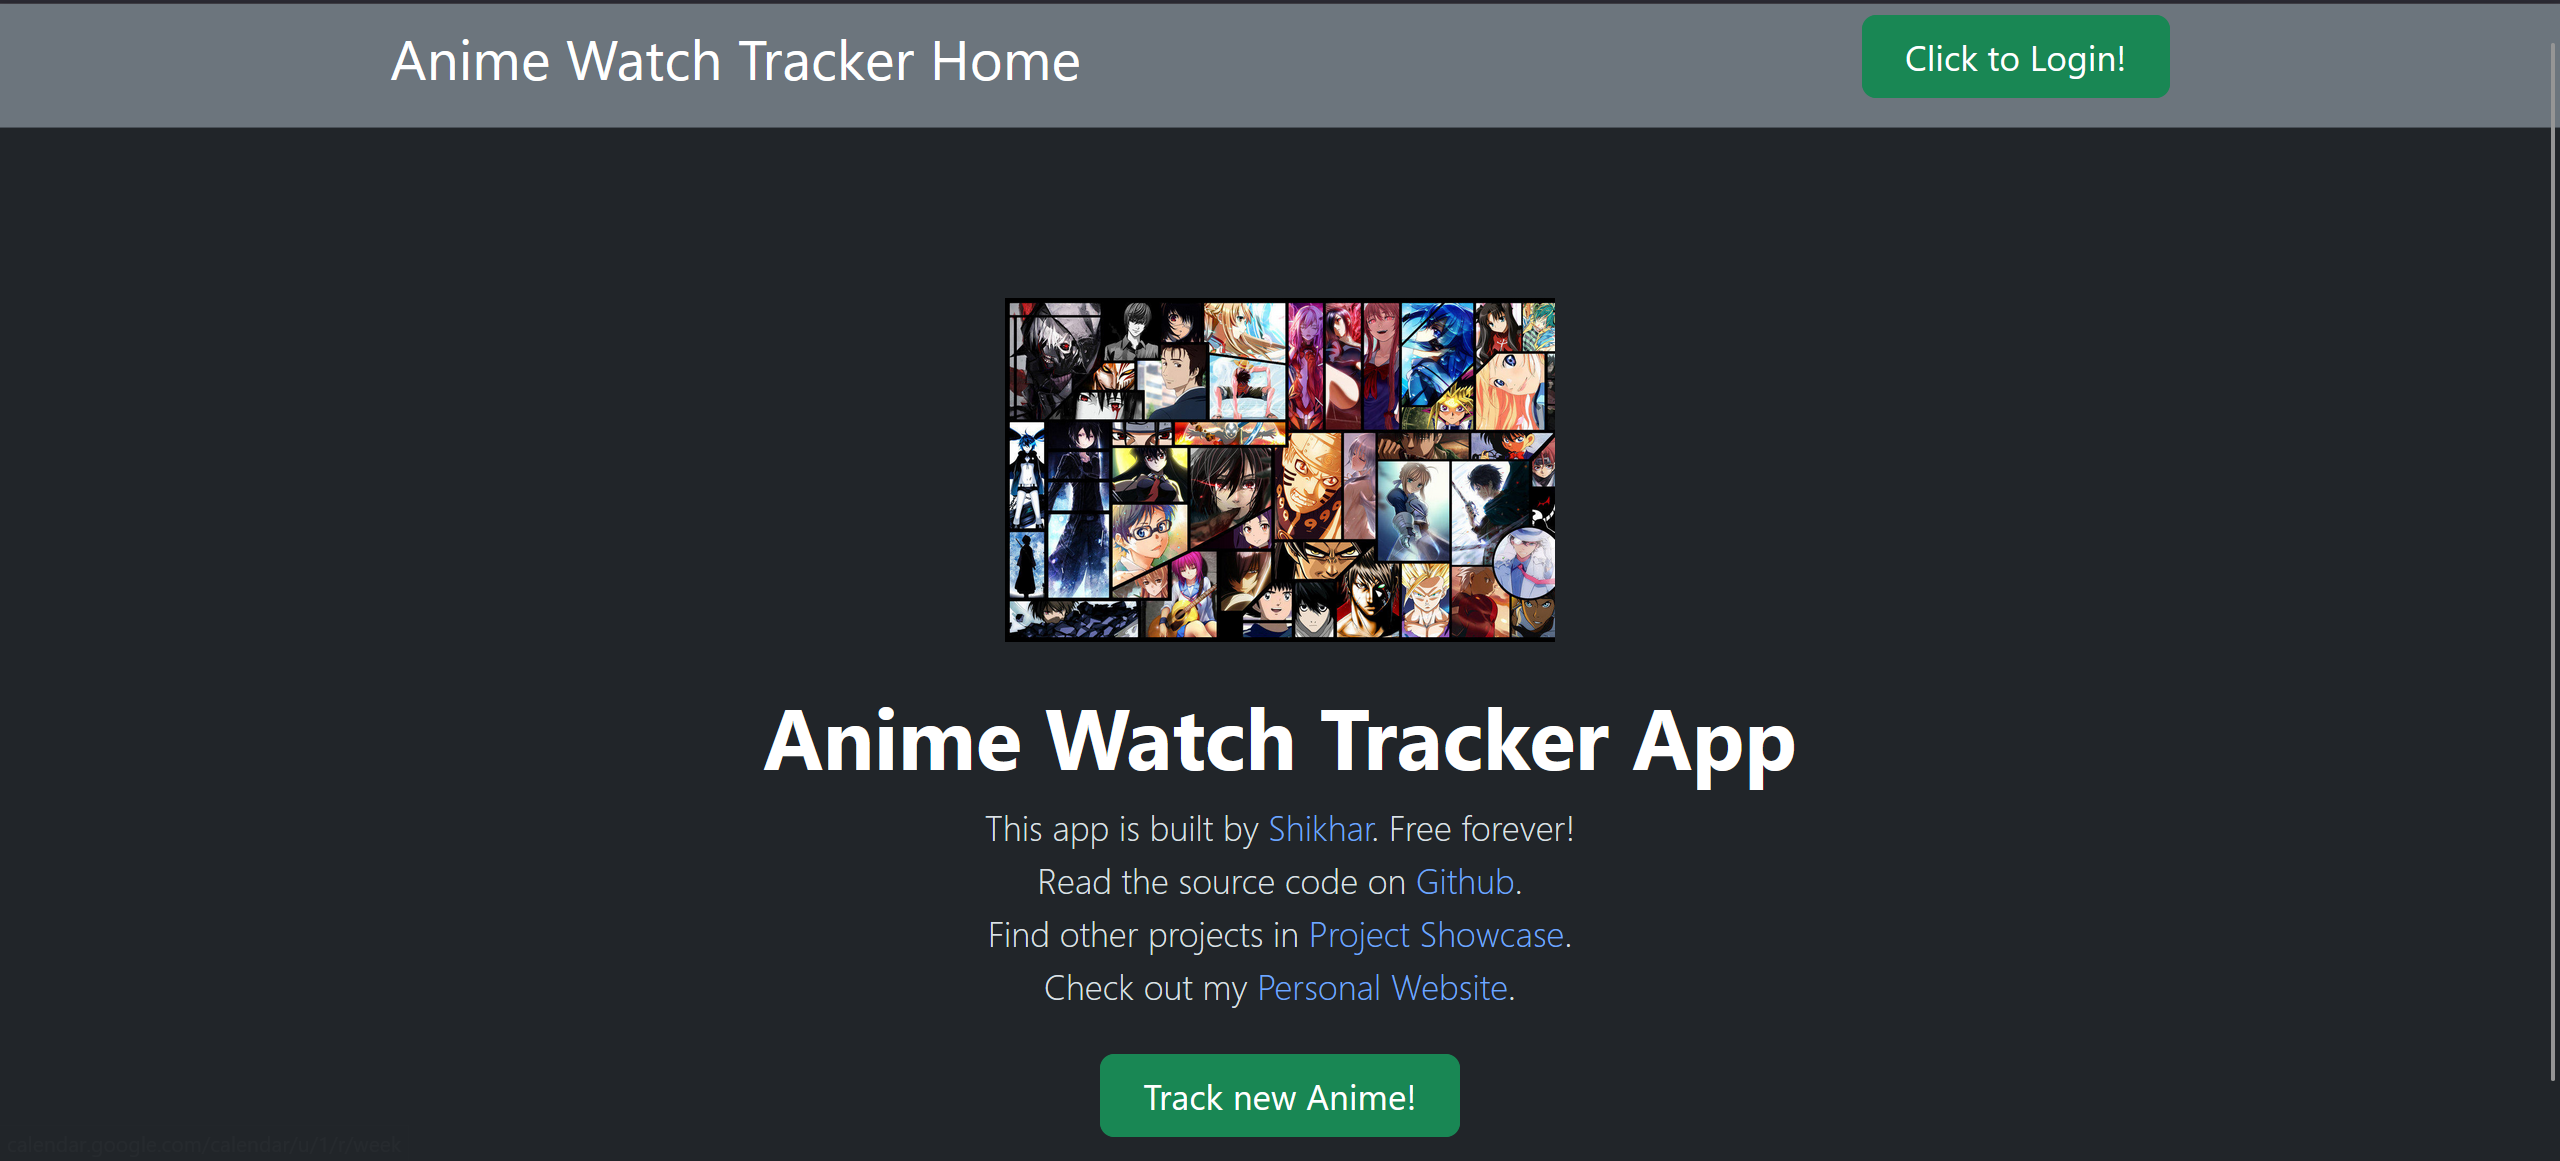 Anime Watch Tracker Home
Click to Login!
Anime Watch Tracker App
This app is built by Shikhar. Free forever!
Read the source code on Github.
Find other projects in Project Showcase.
Check out my Personal Website.
Track new Anime!
calendar.google.com/calendar/u/1/r/week